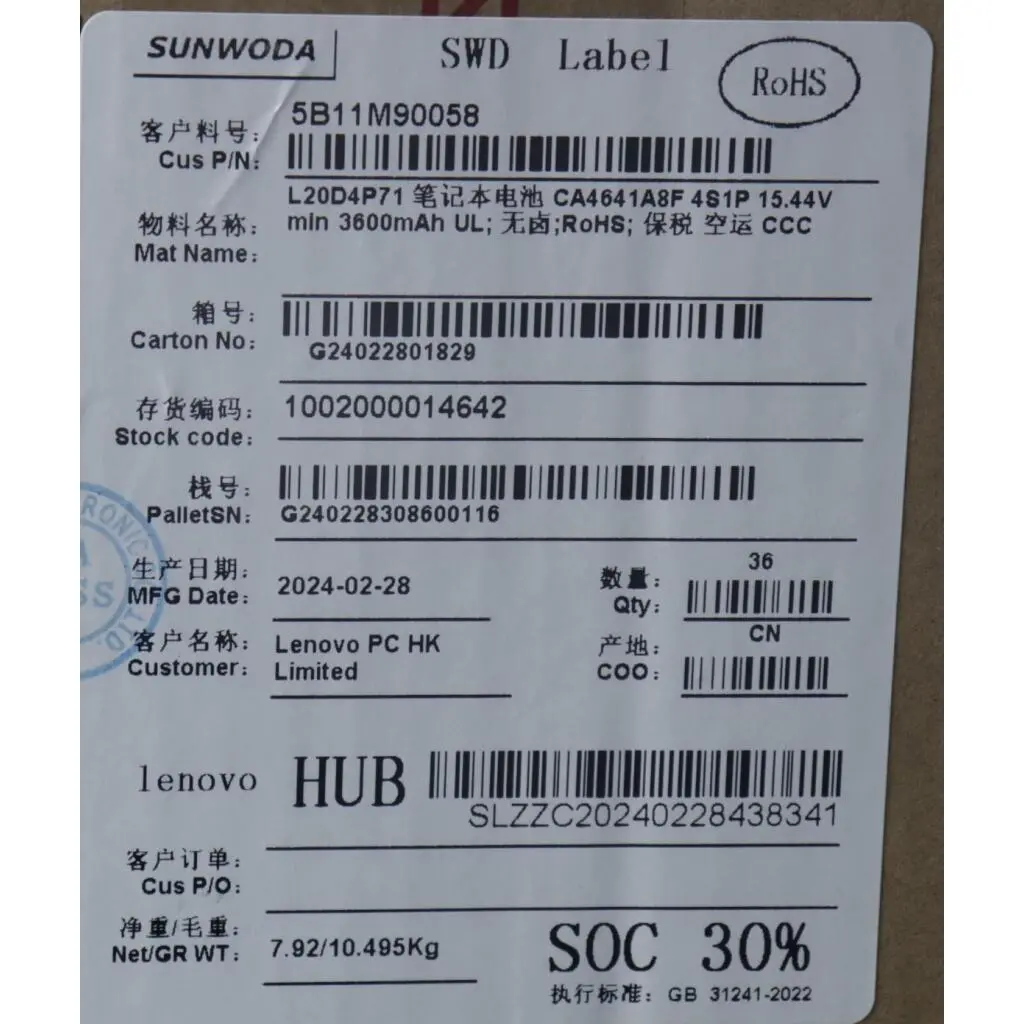 SUNWODA
SWD Label
RoHS
客户料号:
Cus P/N:
5B11M90058
物料名称:
Mat Name:
L20D4P71 笔记本电池 CA4641A8F 4S1P 15.44V
min 3600mAh UL; 无卤;RoHS; 保税 空运 CCC
箱号:
Carton No:
G24022801829
存货编码:
Stock code:
1002000014642
栈号:
PalletSN:
G240228308600116
生产日期:
MFG Date:
2024-02-28
数量:
Qty:
36
客户名称:
Customer:
Lenovo PC HK
Limited
产地:
COO:
CN
lenovo HUB
SLZZC20240228438341
客户订单:
Cus P/O:
净重/毛重:
Net/GR WT:
7.92/10.495Kg
SOC 30%
执行标准: GB 31241-2022